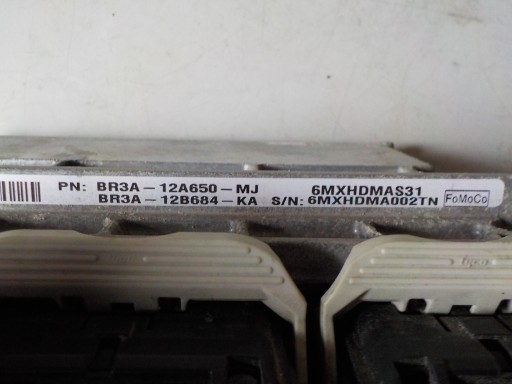 PN: BR3A-12A650-MJ 6MXHDMAS31
BR3A-12B684-KA S/N: 6MXHDMA002TN FoMoCo